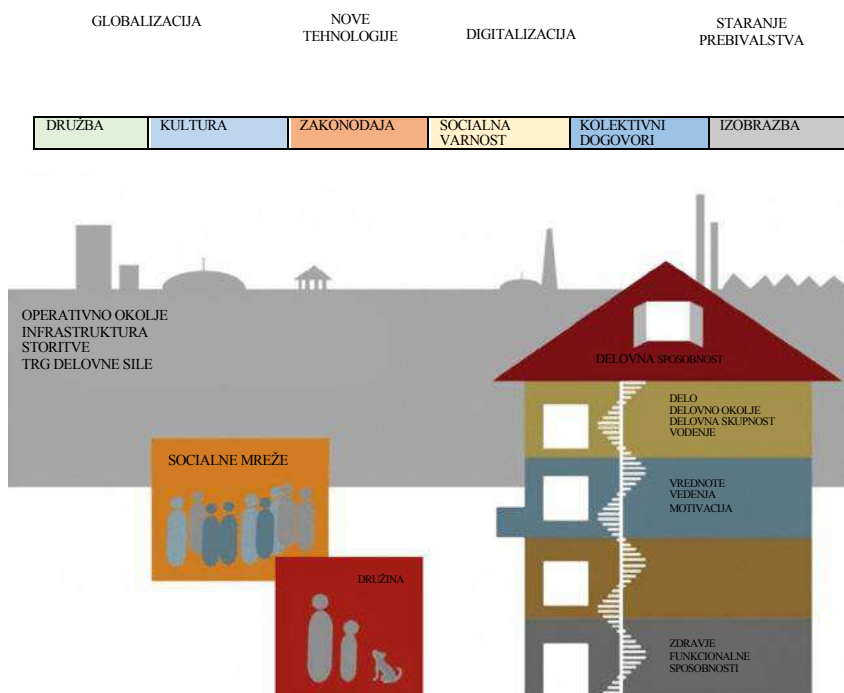 GLOBALIZACIJA
NOVE
TEHNOLOGIJE
DIGITALIZACIJA
STARANJE
PREBIVALSTVA
DRUŽBA
KULTURA
ZAKONODAJA
SOCIALNA
VARNOST
KOLEKTIVNI
DOGOVORI
IZOBRAZBA
OPERATIVNO OKOLJE
INFRASTRUKTURA
STORITVE
TRG DELOVNE SILE
DELOVNA SPOSOBNOST
DELO
DELOVNO OKOLJE
DELOVNA SKUPNOST
VODENJE
SOCIALNE MREŽE
VREDNOTE
VEDENJA
MOTIVACIJA
DRUŽINA
ZDRAVJE
FUNKCIONALNE
SPOSOBNOSTI